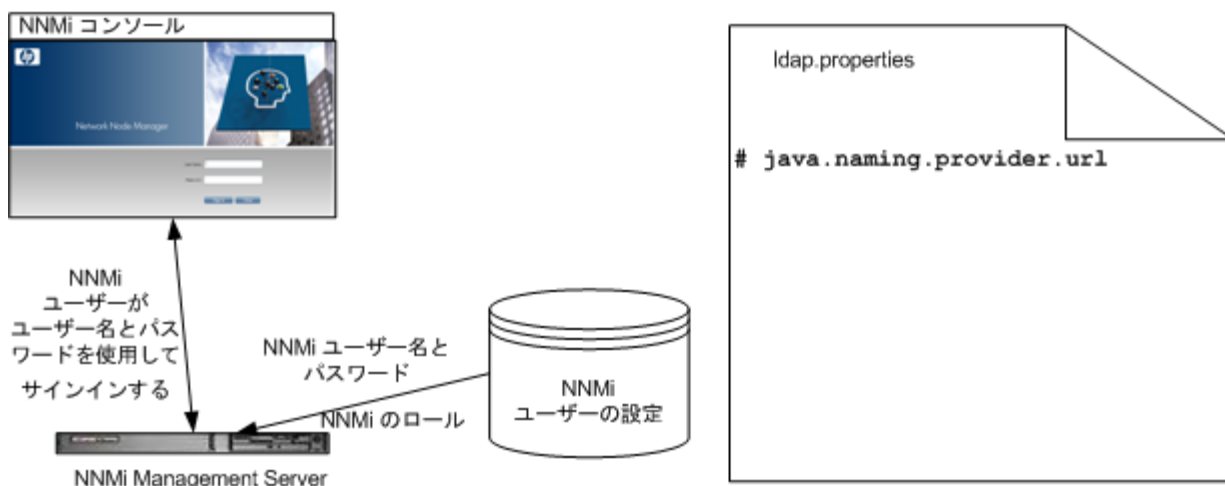 NNMi コンソール
hp
Network Node Manager
NNMi
ユーザーが
ユーザー名とパス
ワードを使用して
サインインする
NNMi ユーザー名と
パスワード
NNMi のロール
NNMi
ユーザーの設定
NNMi Management Server
ldap.properties
# java.naming.provider.url